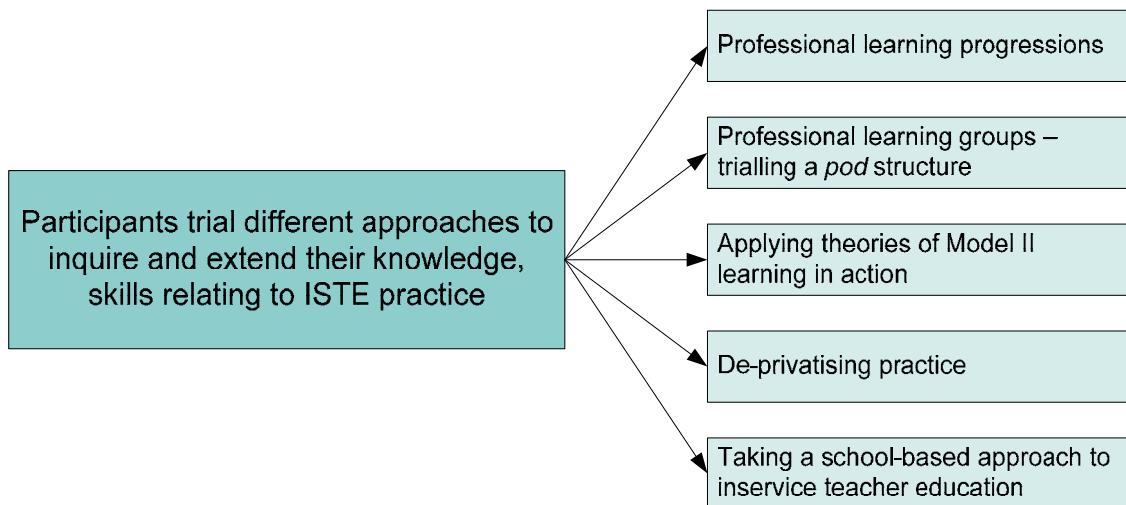 Participants trial different approaches to
inquire and extend their knowledge,
skills relating to ISTE practice
Professional learning progressions
Professional learning groups –
trialling a pod structure
Applying theories of Model II
learning in action
De-privatising practice
Taking a school-based approach to
inservice teacher education